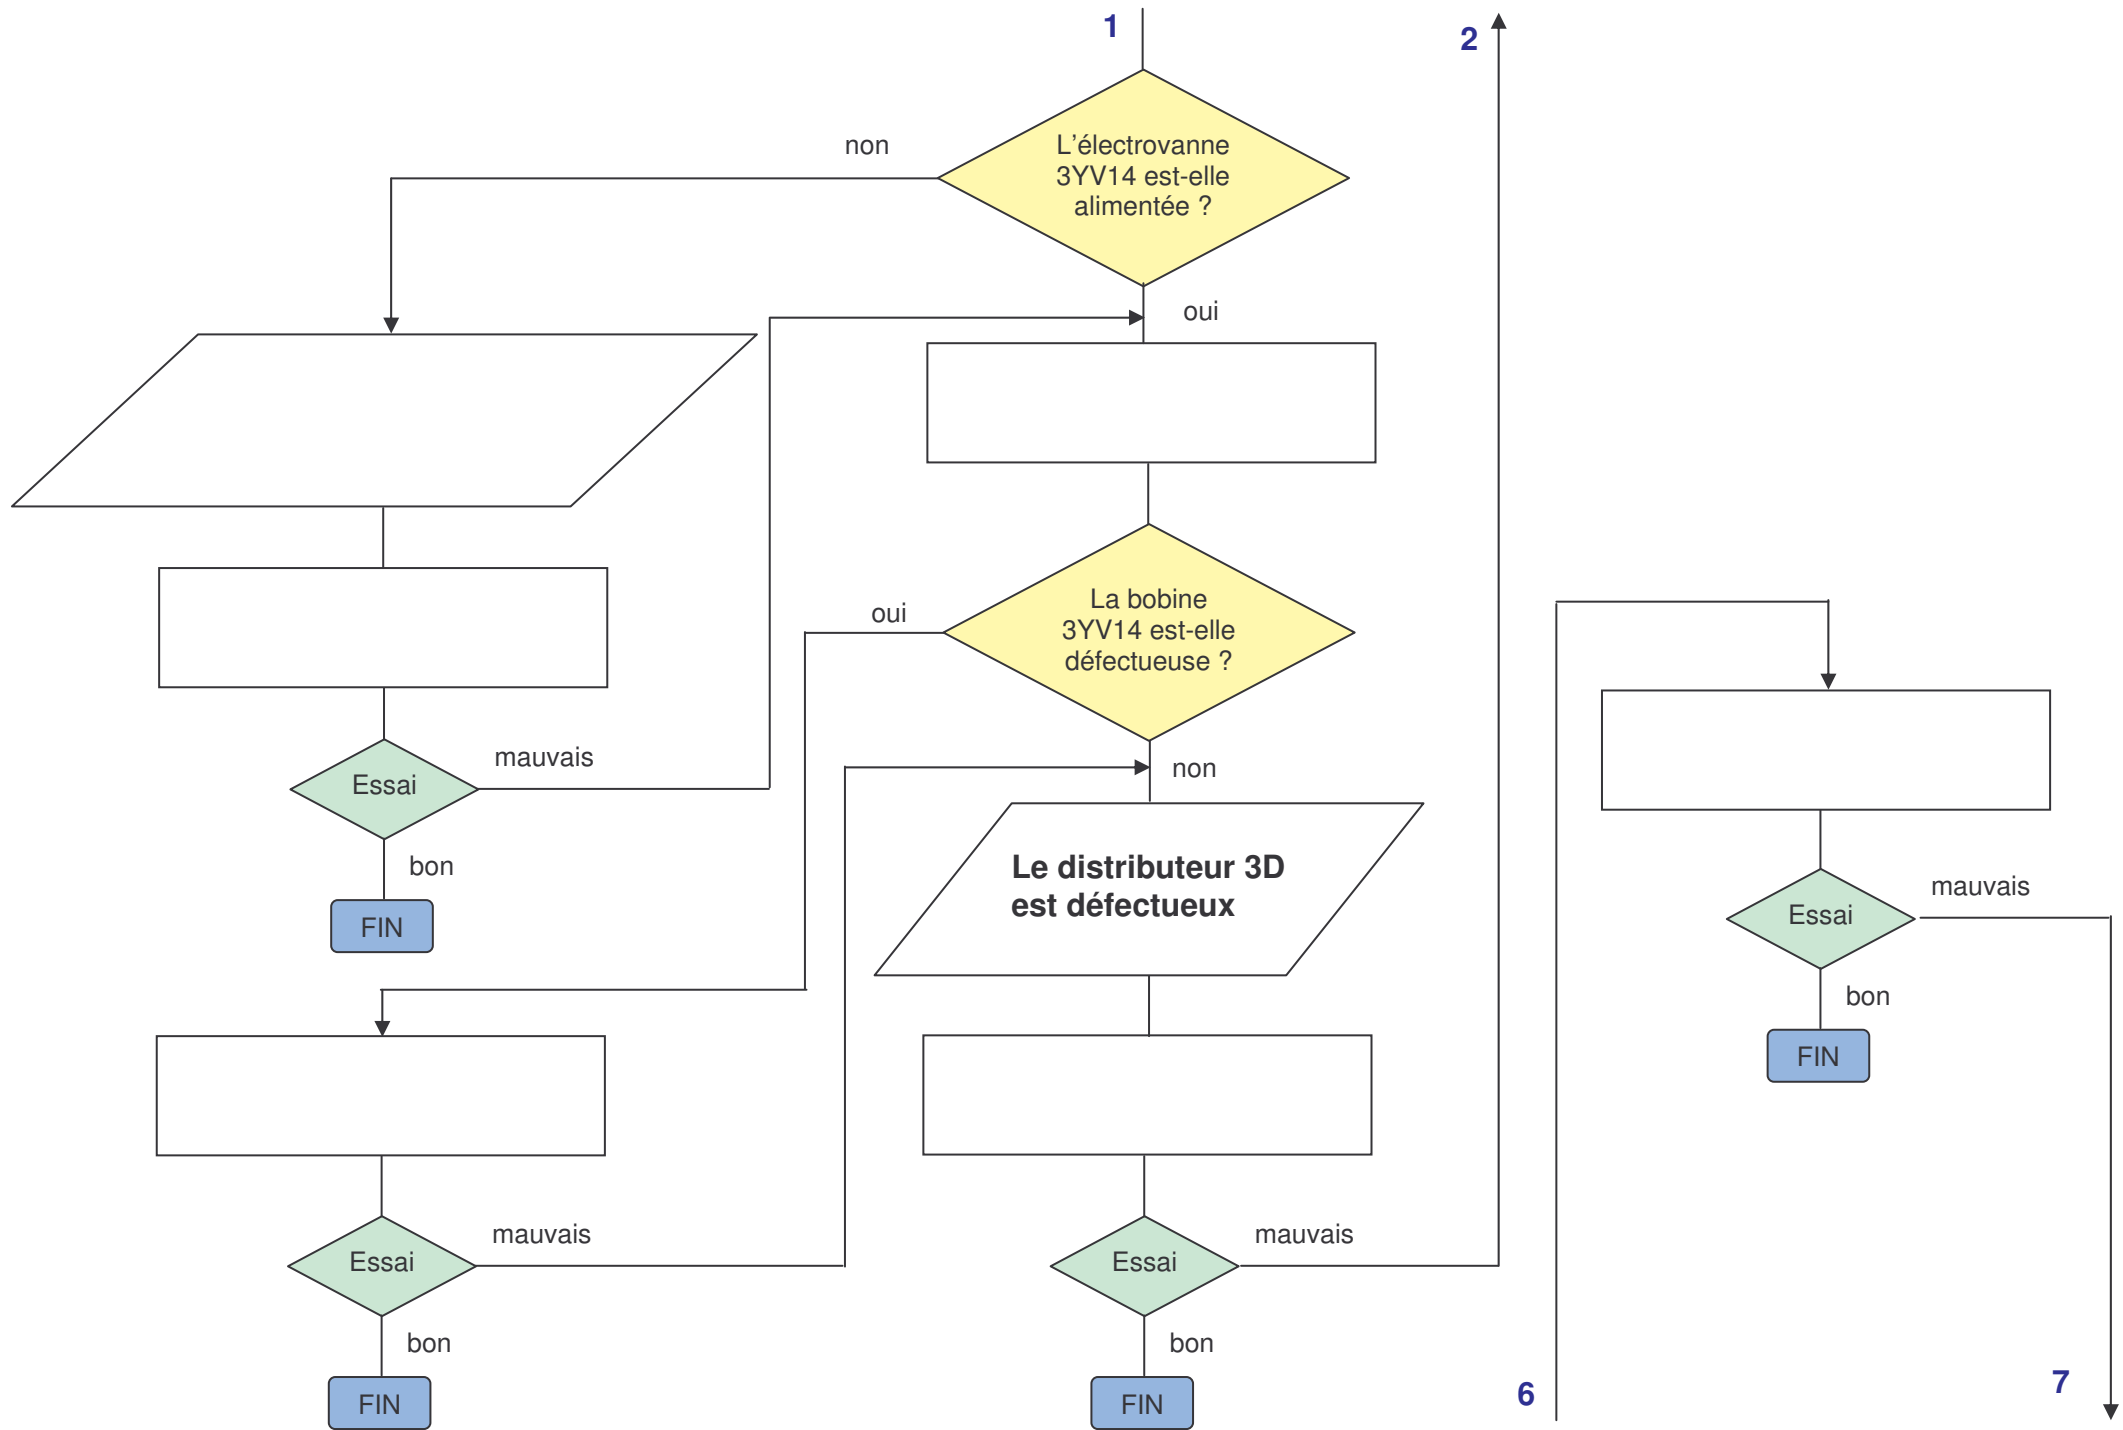 1
2
non
L'électrovanne
3YV14 est-elle
alimentée ?
oui
oui
La bobine
3YV14 est-elle
défectueuse ?
mauvais
Essai
non
bon
Le distributeur 3D
est défectueux
FIN
mauvais
Essai
bon
FIN
mauvais
Essai
bon
FIN
mauvais
Essai
bon
FIN
6
7